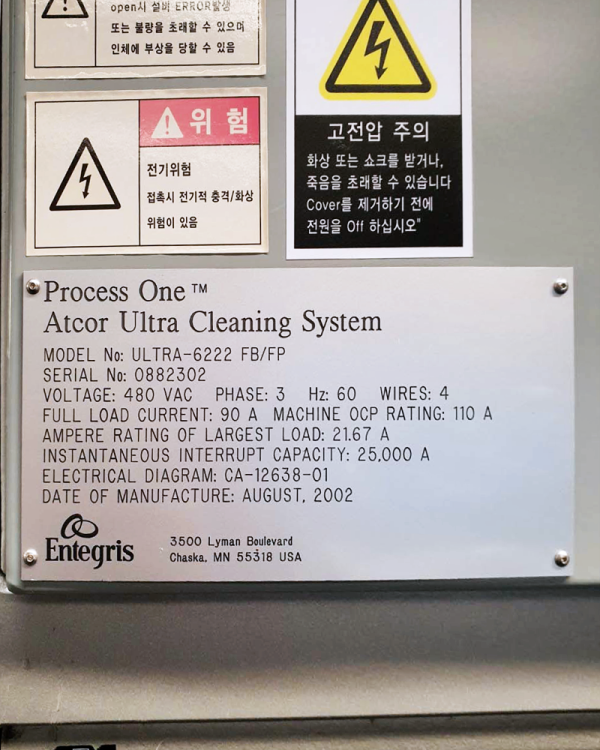 open시 설비 ERROR발생
또는 불량을 초래할 수 있으며
인체에 부상을 당할 수 있음
위 험
전기위험
접촉시 전기적 충격/화상
위험이 있음
고전압 주의
화상 또는 쇼크를 받거나,
죽음을 초래할 수 있습니다
Cover를 제거하기 전에
전원을 Off 하십시오"
Process One™
Atcor Ultra Cleaning System
MODEL No: ULTRA-6222 FB/FP
SERIAL No: 0882302
VOLTAGE: 480 VAC PHASE: 3 Hz: 60 WIRES: 4
FULL LOAD CURRENT: 90 A MACHINE OCP RATING: 110 A
AMPERE RATING OF LARGEST LOAD: 21.67 A
INSTANTANEOUS INTERRUPT CAPACITY: 25,000 A
ELECTRICAL DIAGRAM: CA-12638-01
DATE OF MANUFACTURE: AUGUST, 2002
Entegris
3500 Lyman Boulevard
Chaska, MN 55318 USA